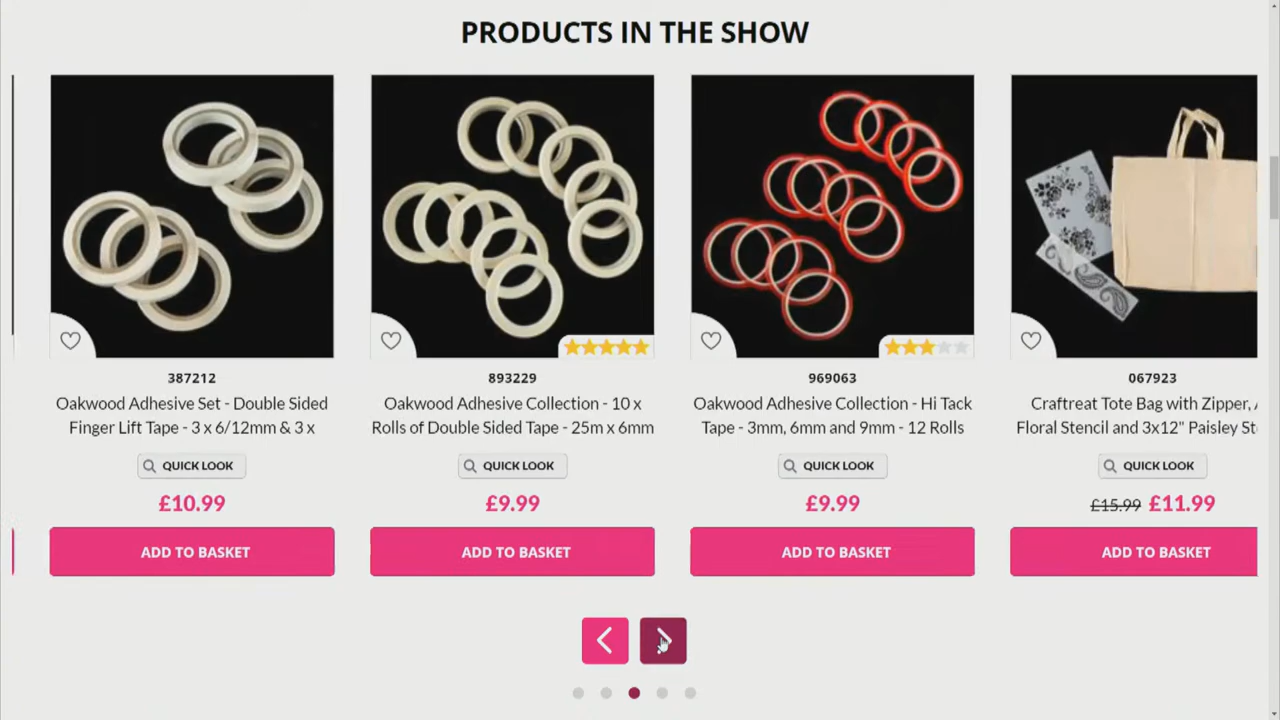 PRODUCTS IN THE SHOW
387212
Oakwood Adhesive Set - Double Sided
Finger Lift Tape - 3 x 6/12mm & 3 x
QUICK LOOK
£10.99
ADD TO BASKET
893229
Oakwood Adhesive Collection - 10 x
Rolls of Double Sided Tape - 25m x 6mm
QUICK LOOK
£9.99
ADD TO BASKET
969063
Oakwood Adhesive Collection - Hi Tack
Tape - 3mm, 6mm and 9mm - 12 Rolls
QUICK LOOK
£9.99
ADD TO BASKET
067923
Craftreat Tote Bag with Zipper,
Floral Stencil and 3x12" Paisley
QUICK LOOK
£15.99 £11.99
ADD TO BASKET